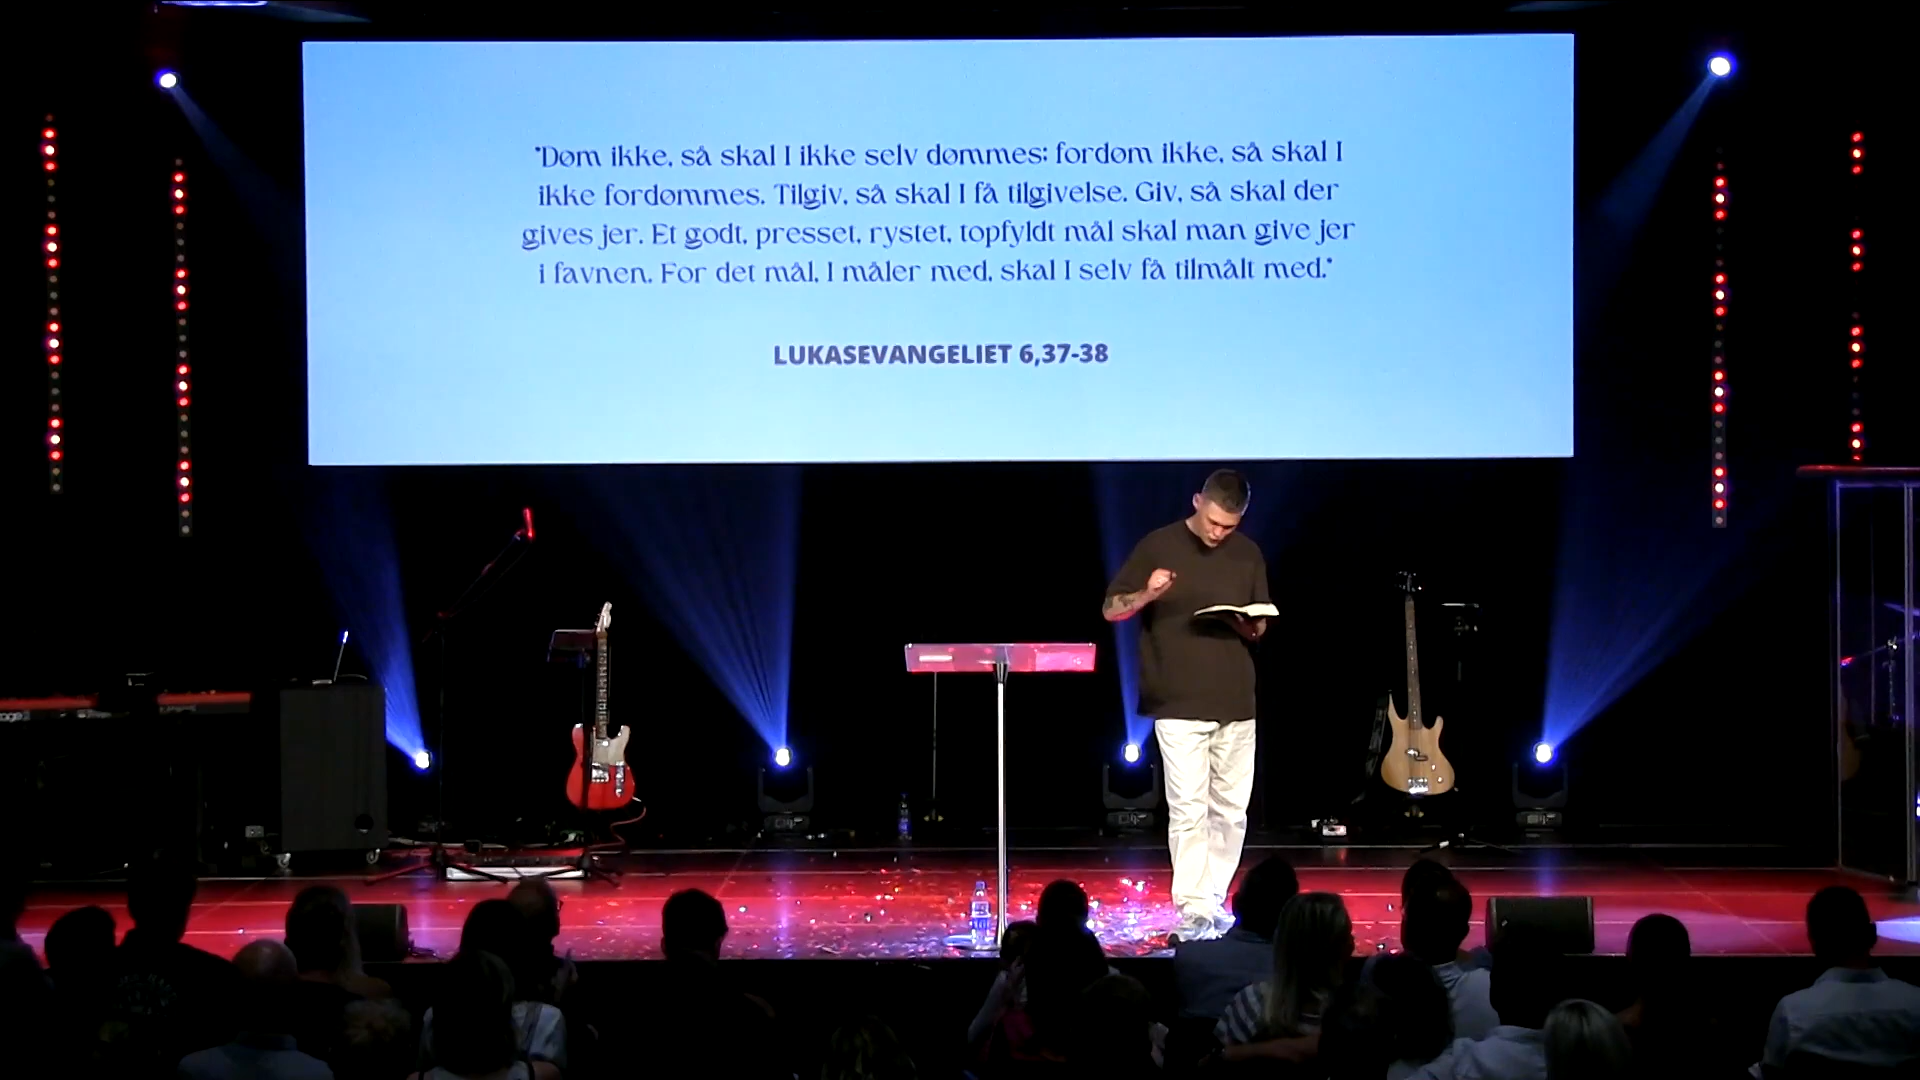 "Døm ikke, så skal I ikke selv dømmes; fordøm ikke, så skal I
ikke fordømmes. Tilgiv, så skal I få tilgivelse. Giv, så skal der
gives jer. Et godt, presset, rystet, topfyldt mål skal man give jer
i favnen. For det mål, I måler med, skal I selv få tilmålt med."
LUKASEVANGELIET 6,37-38